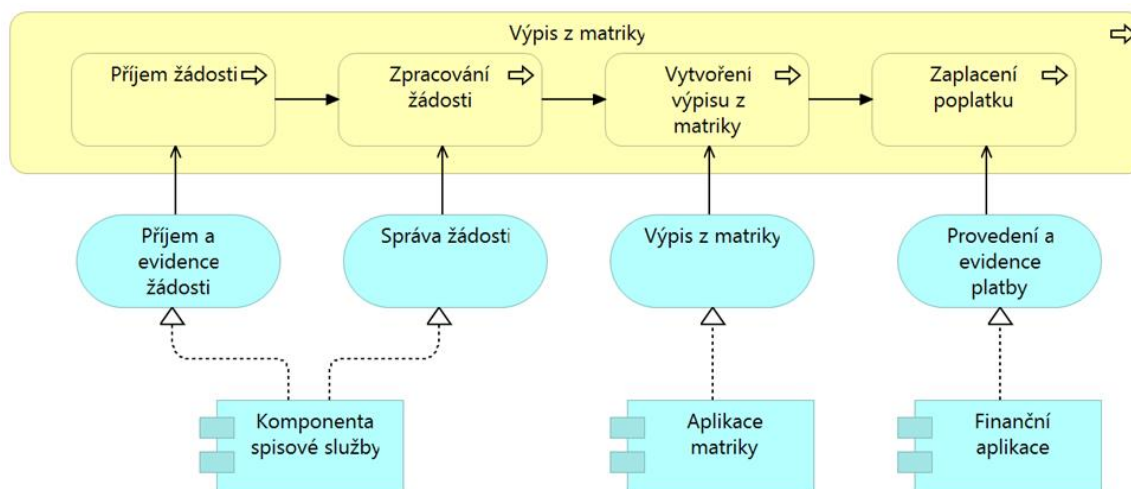 Výpis z matriky
Příjem žádosti
Zpracování
žádosti
Vytvoření
výpisu z
matriky
Zaplacení
poplatku
Příjem a
evidence
žádosti
Správa žádosti
Výpis z matriky
Provedení a
evidence
platby
Komponenta
spisové služby
Aplikace
matriky
Finanční
aplikace